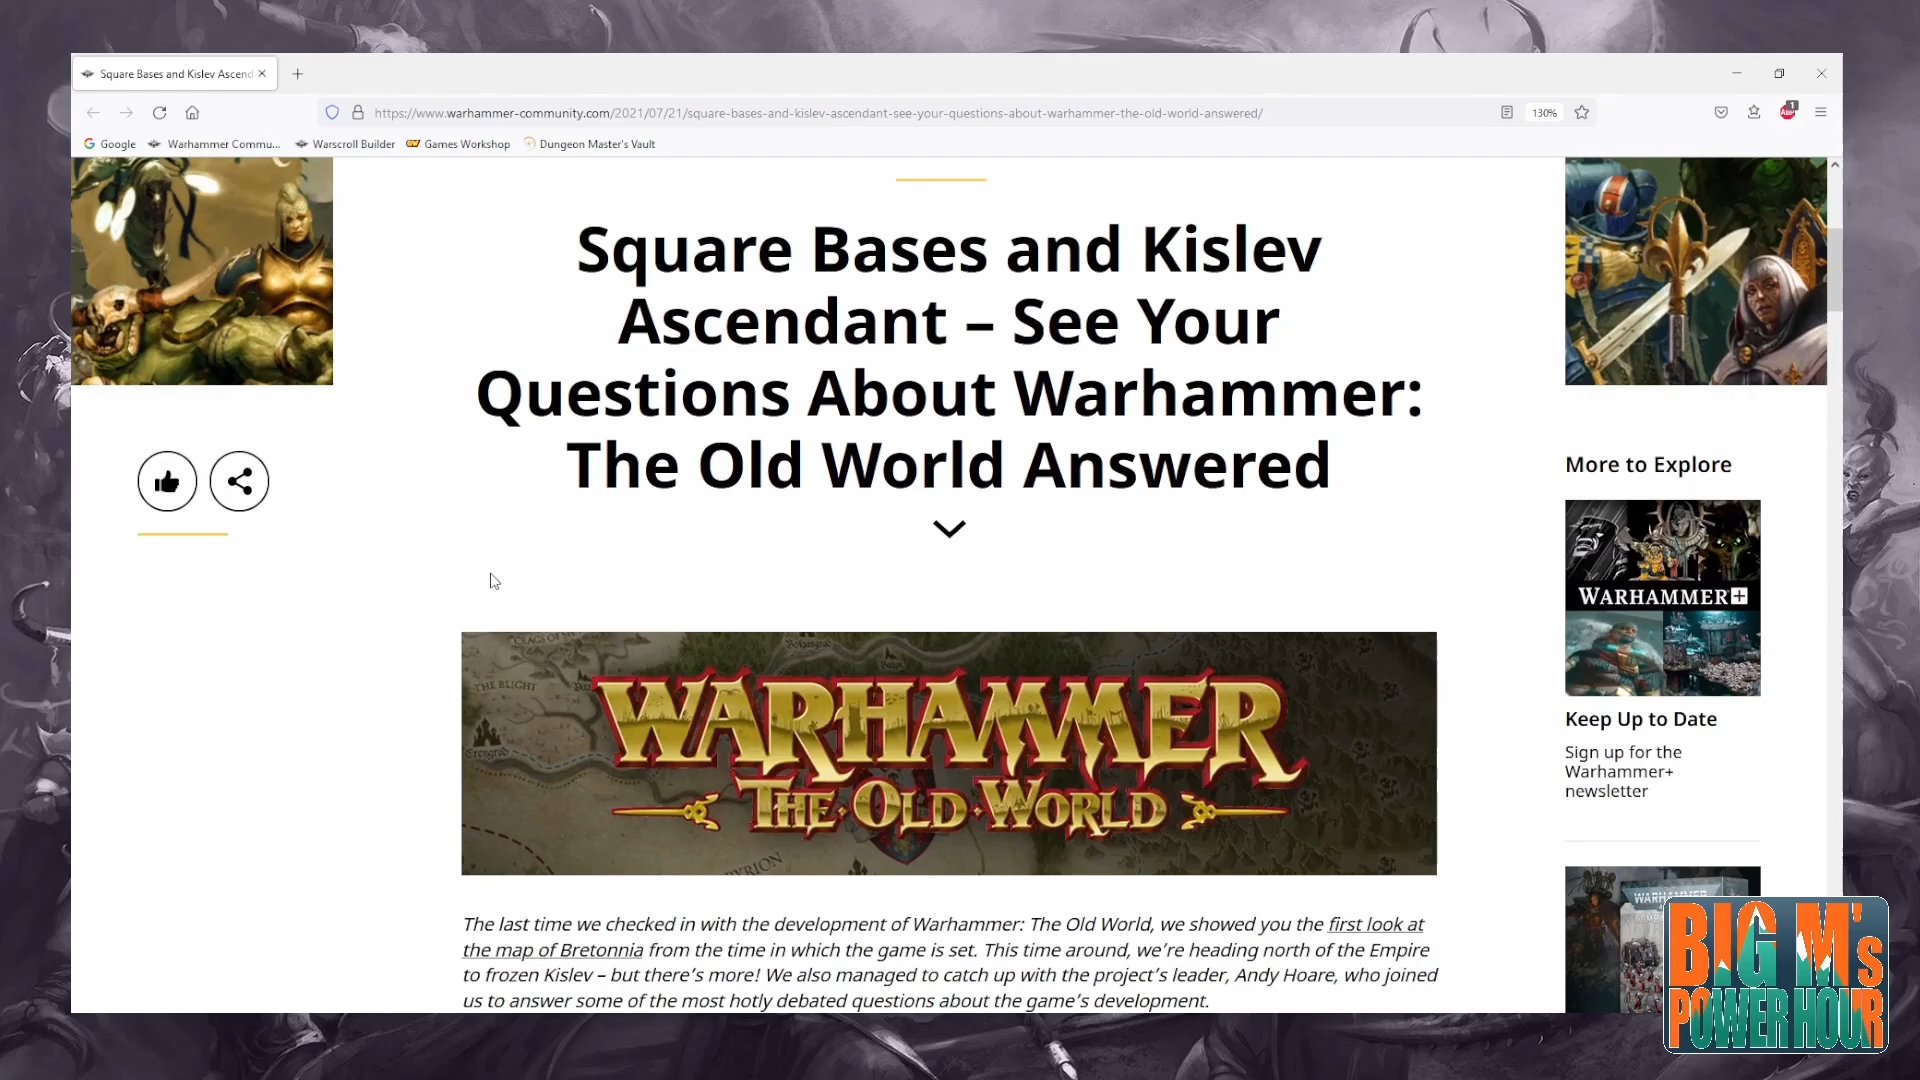 Square Bases and Kislev Ascend
https://www.warhammer-community.com/2021/07/21/square-bases-and-kislev-ascendant-see-your-questions-about-warhammer-the-old-world-answered/
130%
1
ABP
Google
Warhammer Commu...
Warscroll Builder
Games Workshop
Dungeon Master's Vault
Square Bases and Kislev
Ascendant – See Your
Questions About Warhammer:
The Old World Answered
THE BLIGHT
Erengrad
WARHAMMER
THE·OLD·WORLD
The last time we checked in with the development of Warhammer: The Old World, we showed you the first look at
the map of Bretonnia from the time in which the game is set. This time around, we’re heading north of the Empire
to frozen Kislev – but there’s more! We also managed to catch up with the project’s leader, Andy Hoare, who joined
us to answer some of the most hotly debated questions about the game’s development.
More to Explore
WARHAMMER+
Keep Up to Date
Sign up for the
Warhammer+
newsletter
WARHAMMER
BIG M's
POWER HOUR